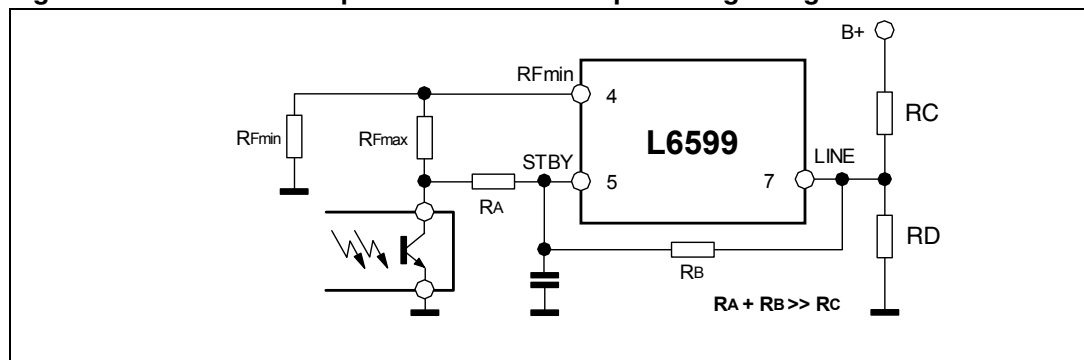 B+
RFmin
4
RFmin
RFmax
RC
L6599
STBY
LINE
5
7
RA
RD
RB
RA + RB >> RC